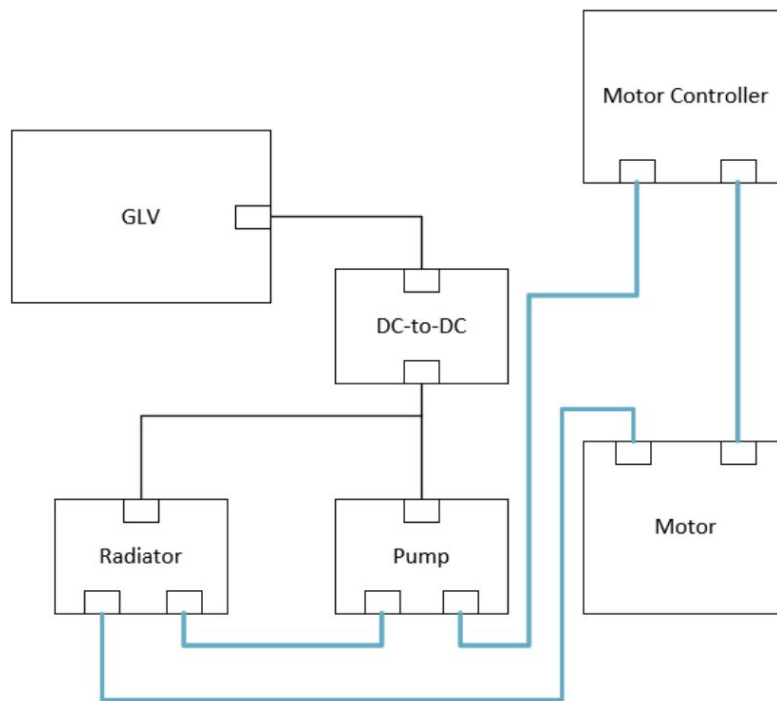 Motor Controller
GLV
DC-to-DC
Radiator
Pump
Motor